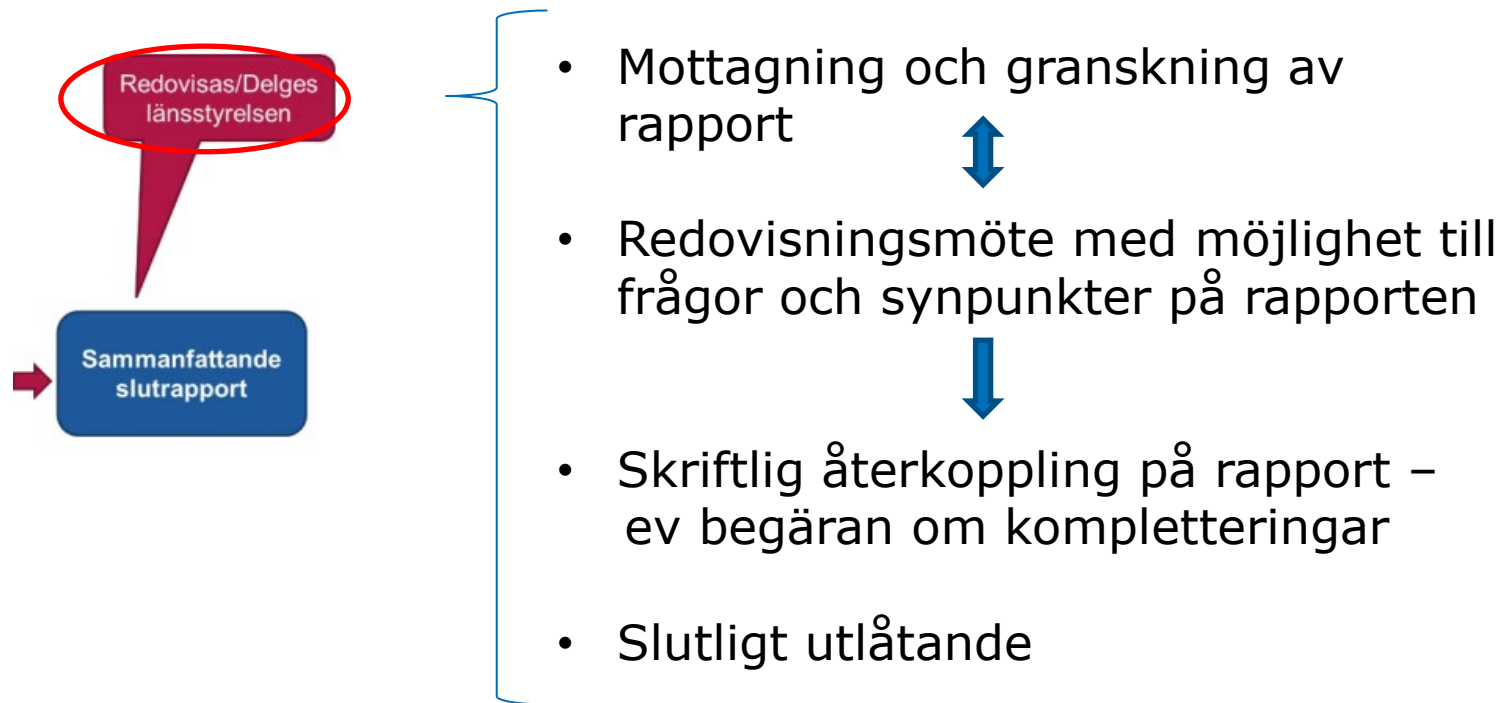 Redovisas/Delges
länsstyrelsen
Sammanfattande
slutrapport
• Mottagning och granskning av
rapport
• Redovisningsmöte med möjlighet till
frågor och synpunkter på rapporten
• Skriftlig återkoppling på rapport –
ev begäran om kompletteringar
• Slutligt utlåtande